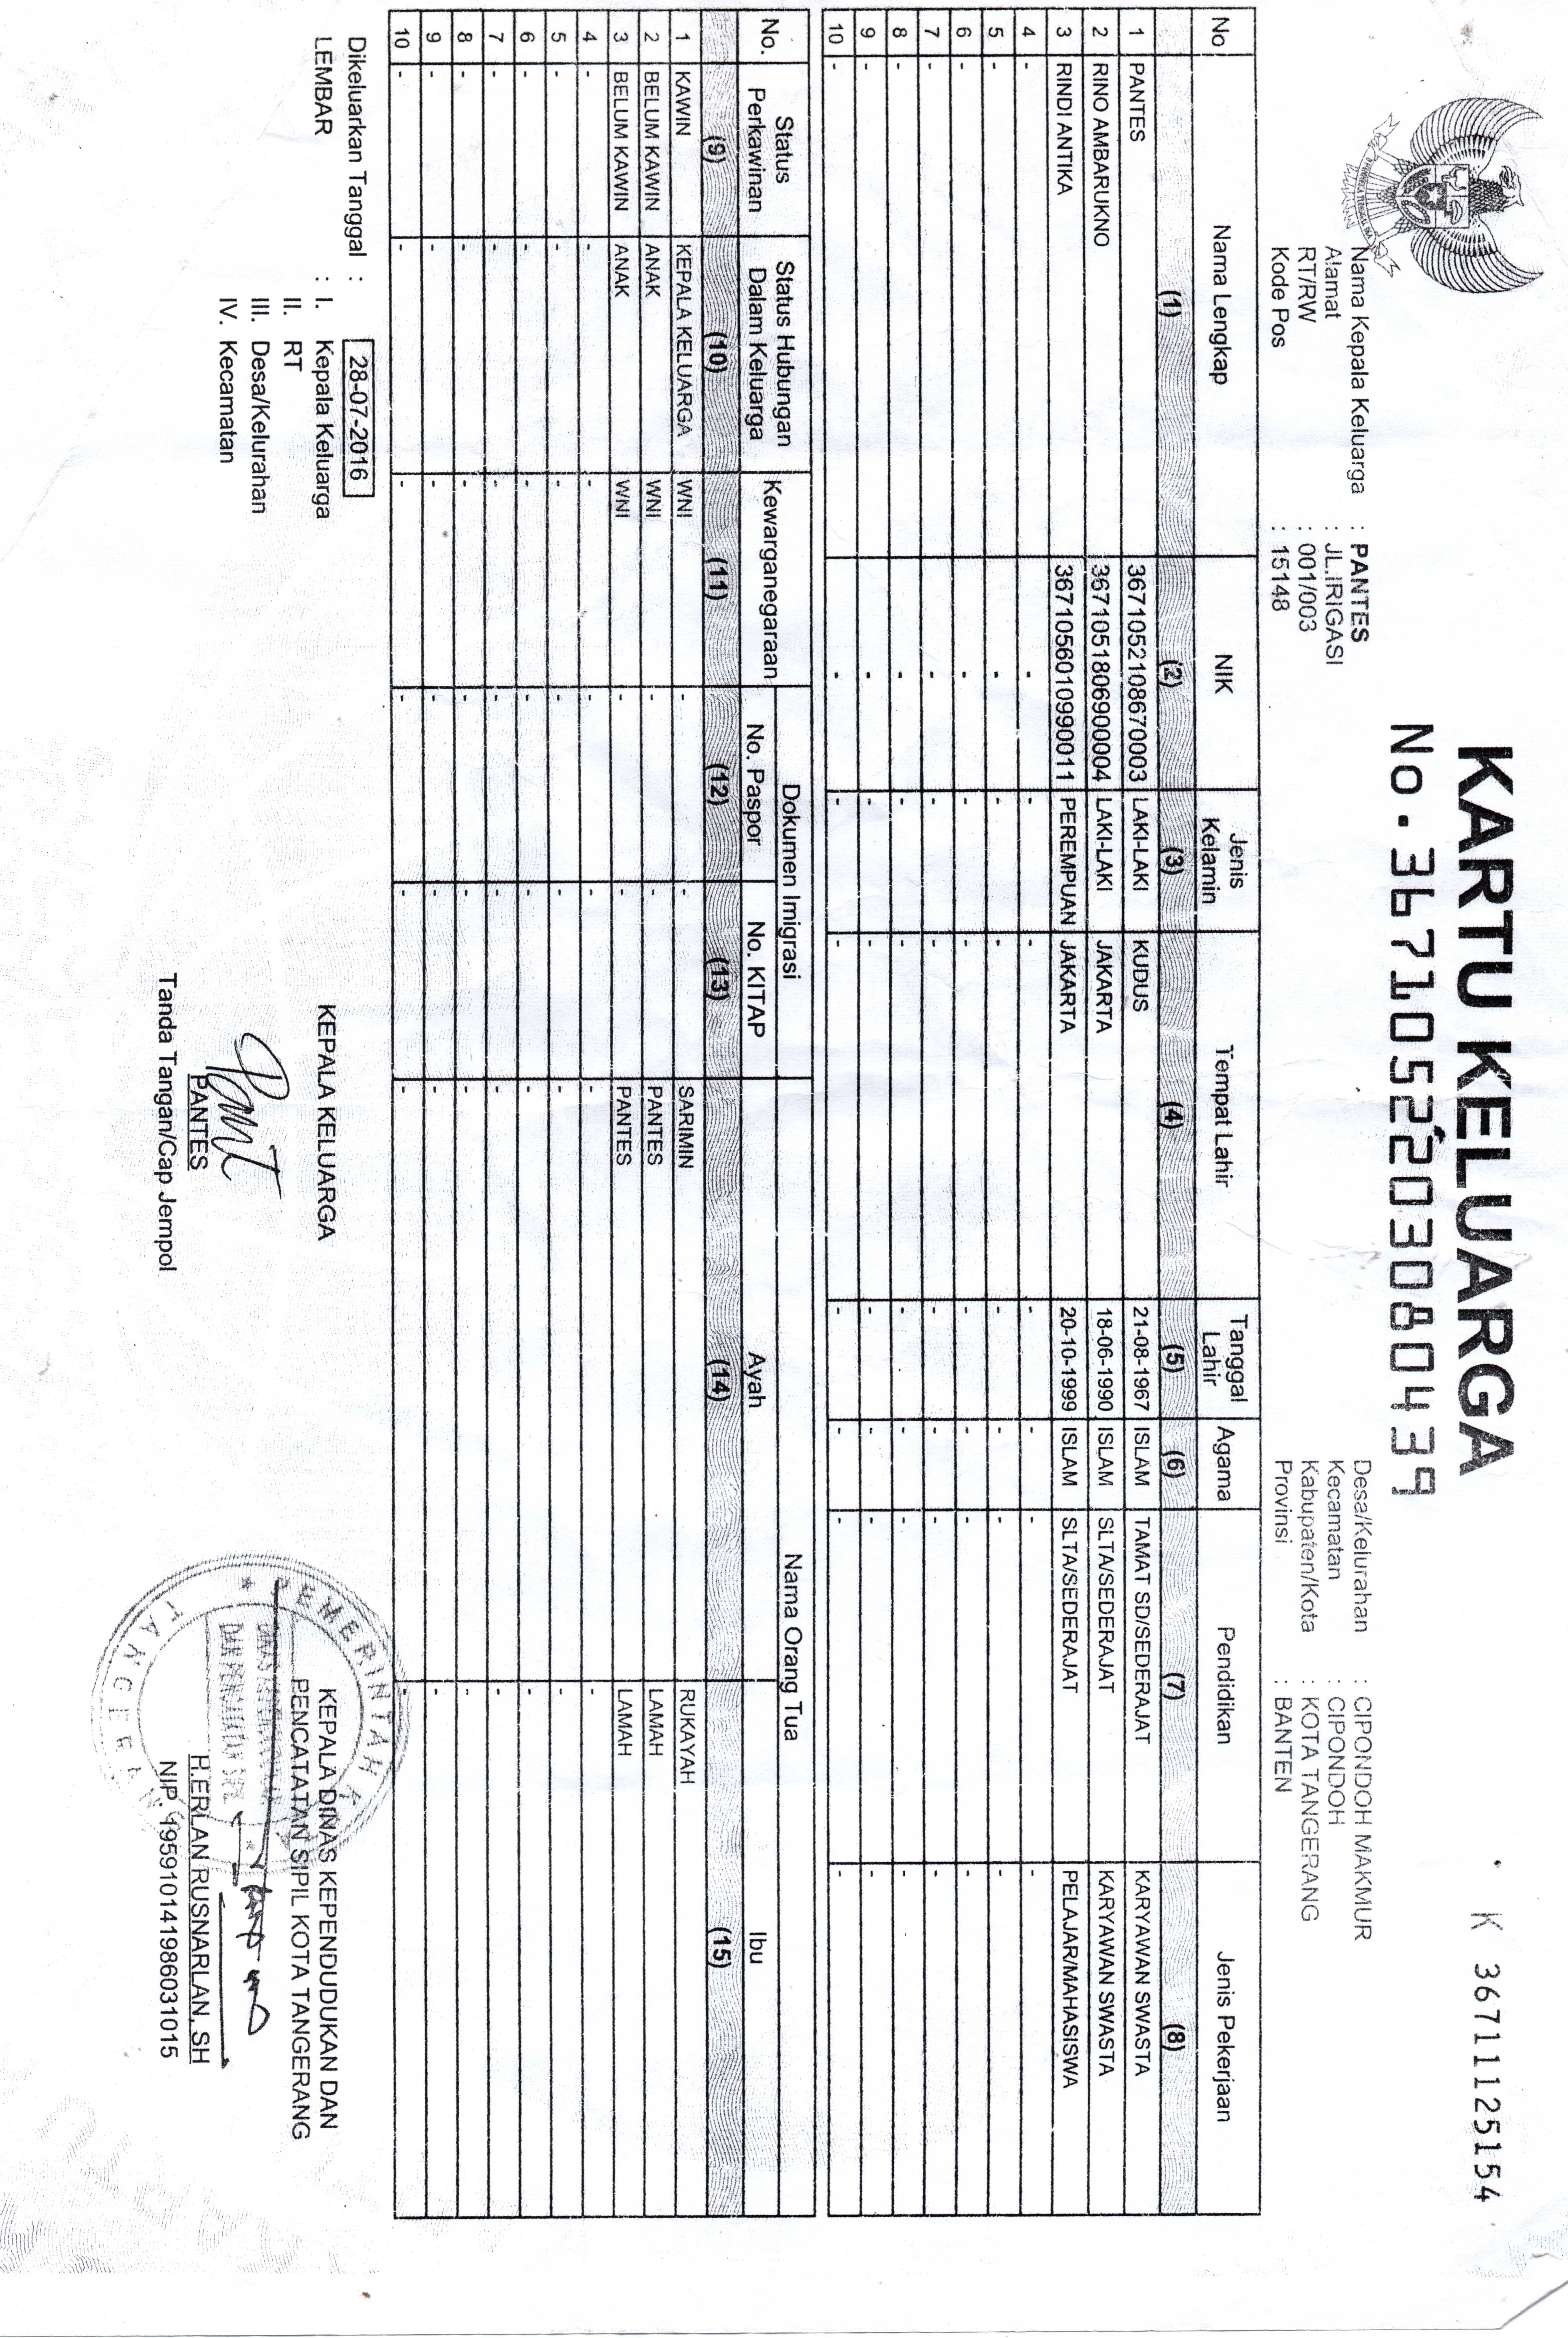 KARTU KELUARGA
No. 3671052203080439
K 36711125154
Nama Kepala Keluarga : PANTES
Alamat : JL.IRIGASI
RT/RW : 001/003
Kode Pos : 15148
Desa/Kelurahan : CIPONDOH MAKMUR
Kecamatan : CIPONDOH
Kabupaten/Kota : KOTA TANGERANG
Provinsi : BANTEN
No Nama Lengkap NIK Jenis Kelamin Tempat Lahir Tanggal Lahir Agama Pendidikan Jenis Pekerjaan
(1) (2) (3) (4) (5) (6) (7) (8)
1 PANTES 3671052108670003 LAKI-LAKI KUDUS 21-08-1967 ISLAM TAMAT SD/SEDERAJAT KARYAWAN SWASTA
2 RINO AMBARUKNO 3671051806900004 LAKI-LAKI JAKARTA 18-06-1990 ISLAM SLTA/SEDERAJAT KARYAWAN SWASTA
3 RINDI ANTIKA 3671056010990011 PEREMPUAN JAKARTA 20-10-1999 ISLAM SLTA/SEDERAJAT PELAJAR/MAHASISWA
4 - - - - - - - -
5 - - - - - - - -
6 - - - - - - - -
7 - - - - - - - -
8 - - - - - - - -
9 - - - - - - - -
10 - - - - - - - -
No. Status Perkawinan Status Hubungan Dalam Keluarga Kewarganegaraan Dokumen Imigrasi Nama Orang Tua
No. Paspor No. KITAP Ayah Ibu
(9) (10) (11) (12) (13) (14) (15)
1 KAWIN KEPALA KELUARGA WNI - - SARIMIN RUKAYAH
2 BELUM KAWIN ANAK WNI - - PANTES LAMAH
3 BELUM KAWIN ANAK WNI - - PANTES LAMAH
4 - - - - - - -
5 - - - - - - -
6 - - - - - - -
7 - - - - - - -
8 - - - - - - -
9 - - - - - - -
10 - - - - - - -
Dikeluarkan Tanggal : 28-07-2016
LEMBAR : I. Kepala Keluarga
II. RT
III. Desa/Kelurahan
IV. Kecamatan
KEPALA KELUARGA
PANTES
Tanda Tangan/Cap Jempol
KEPALA DINAS KEPENDUDUKAN DAN
PENCATATAN SIPIL KOTA TANGERANG
H.ERLAN RUSNARLAN, SH
NIP. 195910141986031015
PEMERINTAH